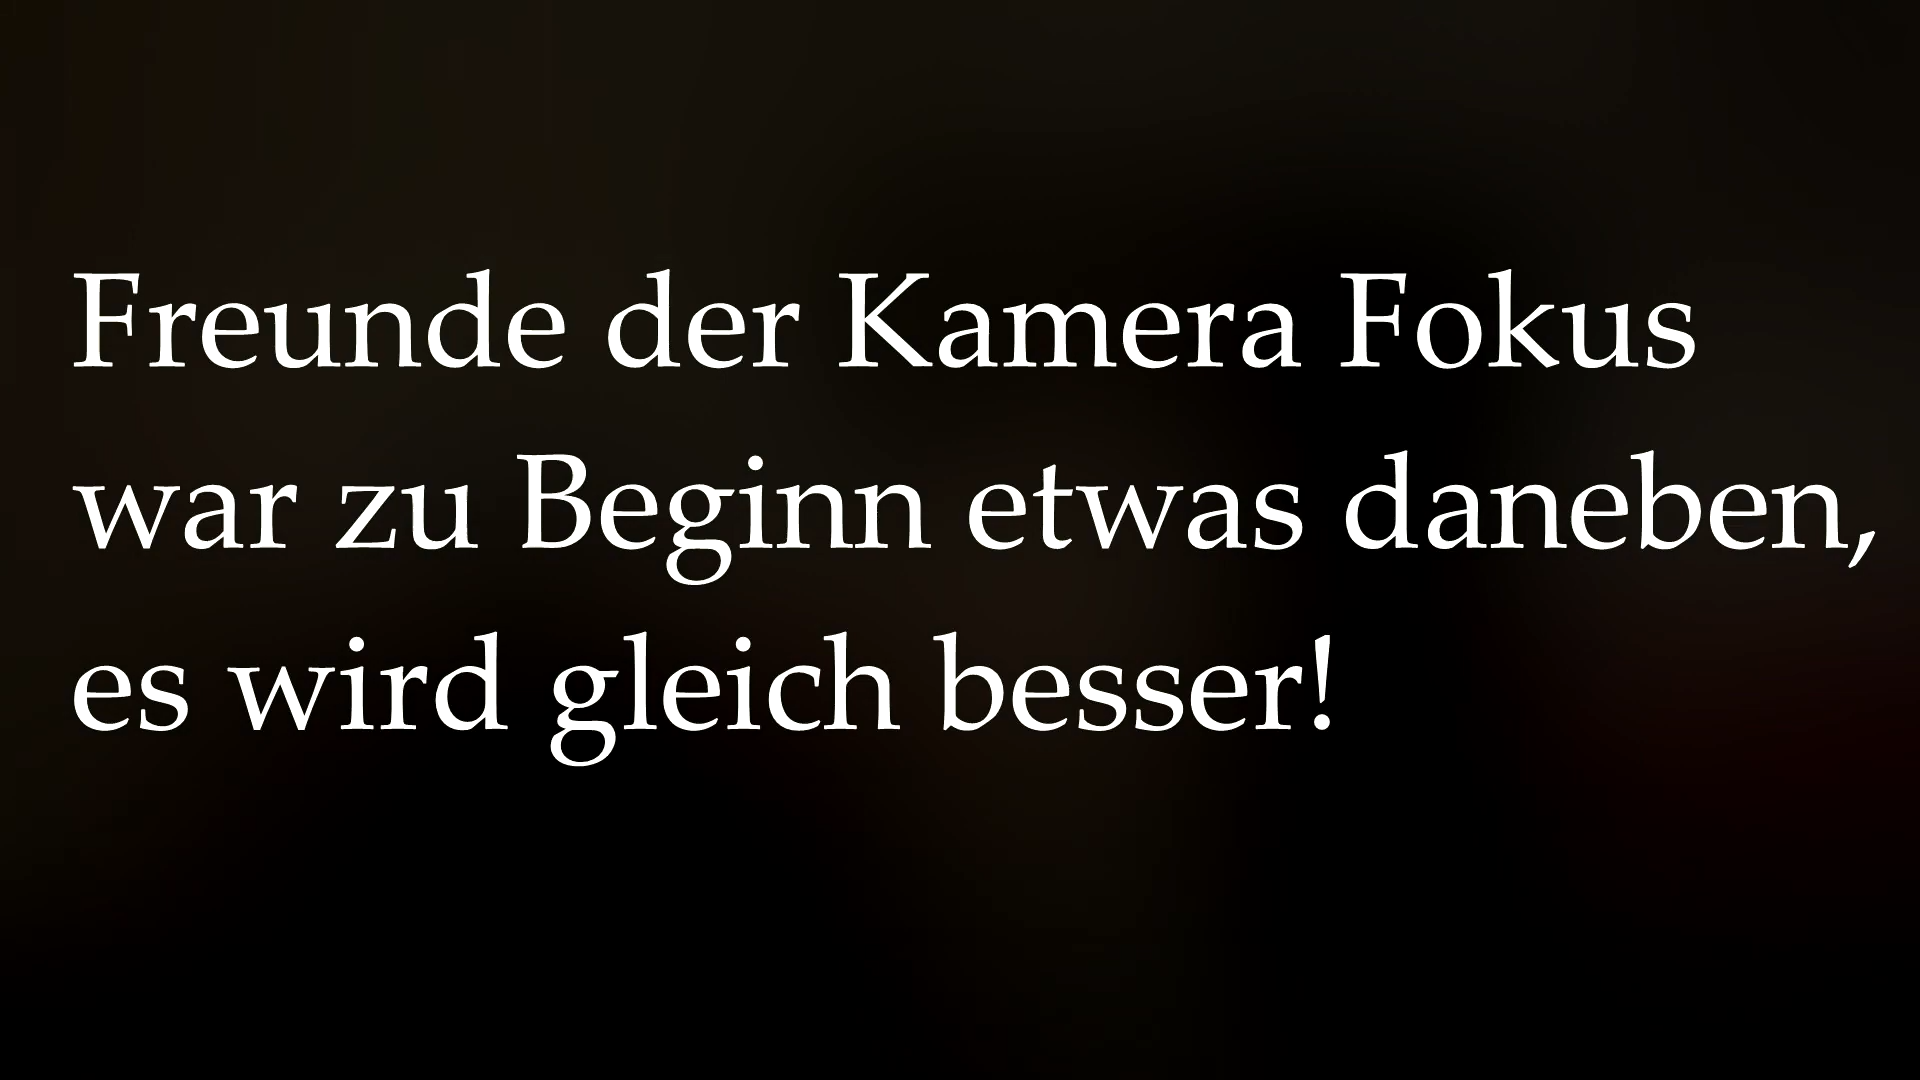 Freunde der Kamera Fokus
war zu Beginn etwas daneben,
es wird gleich besser!